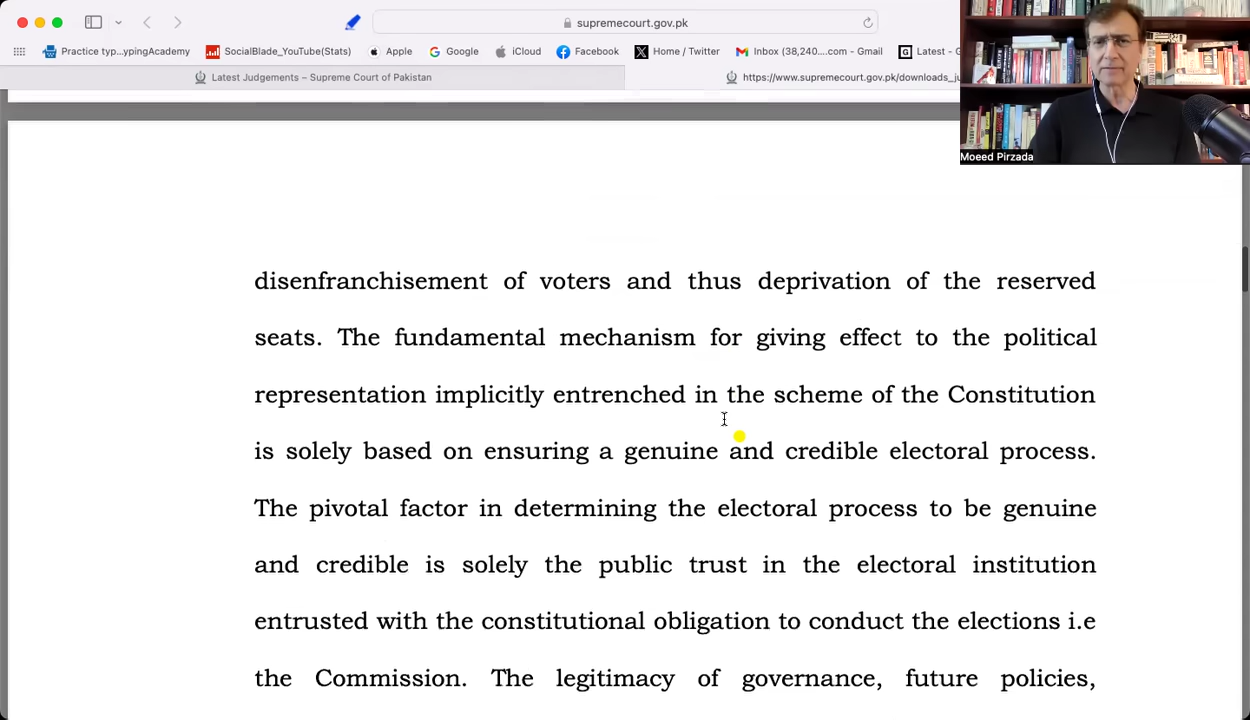 supremecourt.gov.pk
Practice typ...ypingAcademy
SocialBlade_YouTube(Stats)
Apple
Google
iCloud
Facebook
Home / Twitter
Inbox (38,240....com - Gmail
Latest -
Latest Judgements – Supreme Court of Pakistan
https://www.supremecourt.gov.pk/downloads_ju
Moeed Pirzada
disenfranchisement of voters and thus deprivation of the reserved
seats. The fundamental mechanism for giving effect to the political
representation implicitly entrenched in the scheme of the Constitution
is solely based on ensuring a genuine and credible electoral process.
The pivotal factor in determining the electoral process to be genuine
and credible is solely the public trust in the electoral institution
entrusted with the constitutional obligation to conduct the elections i.e
the Commission. The legitimacy of governance, future policies,